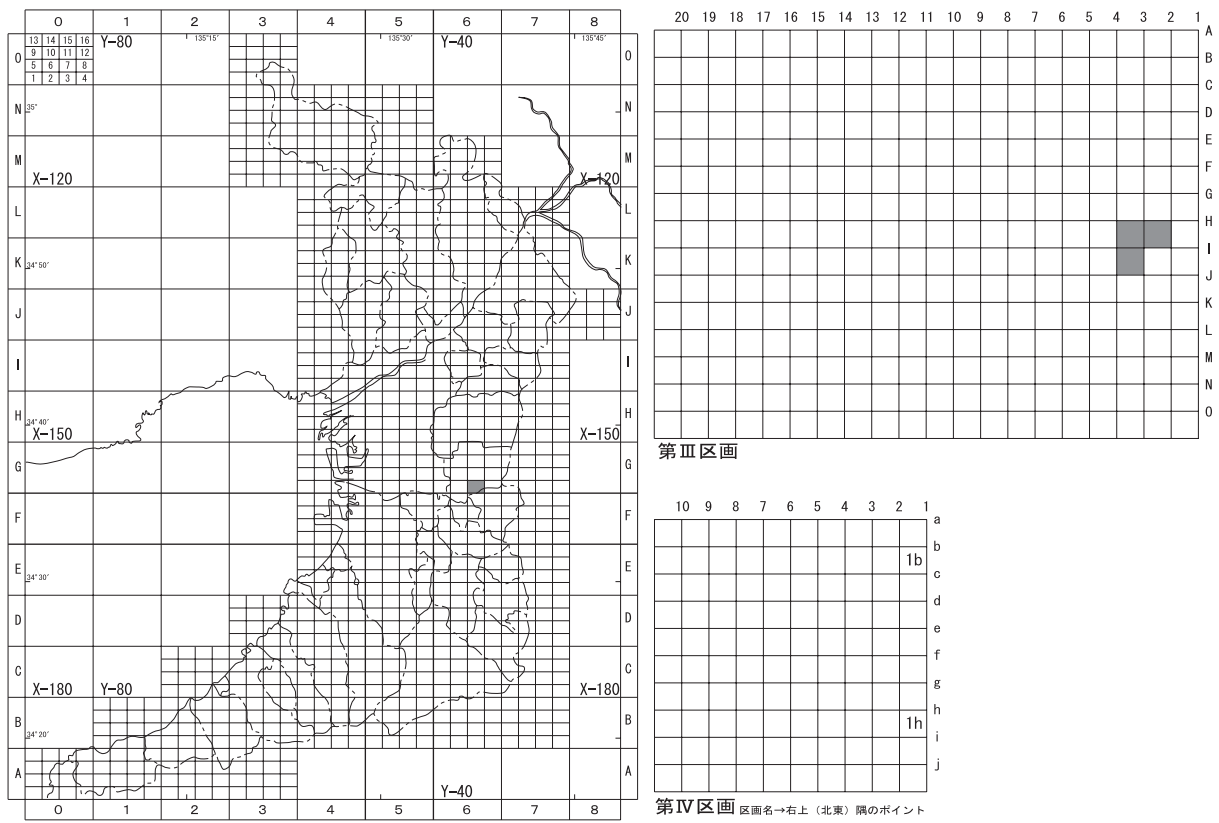 0 1 2 3 4 5 6 7 8
13 14 15 16
9 10 11 12
5 6 7 8
1 2 3 4
Y-80 135°15′ 135°30′ Y-40 135°45′
O O
N 35° N
M M
X-120 X-120
L L
K 34°50′ K
J J
I I
H 34°40′ H
X-150 X-150
G G
F F
E 34°30′ E
D D
C C
X-180 Y-80 X-180
B 34°20′ B
A A
Y-40
0 1 2 3 4 5 6 7 8
20 19 18 17 16 15 14 13 12 11 10 9 8 7 6 5 4 3 2 1
A
B
C
D
E
F
G
H
I
J
K
L
M
N
O
第Ⅲ区画
10 9 8 7 6 5 4 3 2 1
a
b
1b
c
d
e
f
g
h
1h
i
j
第Ⅳ区画 区画名→右上（北東）隅のポイント